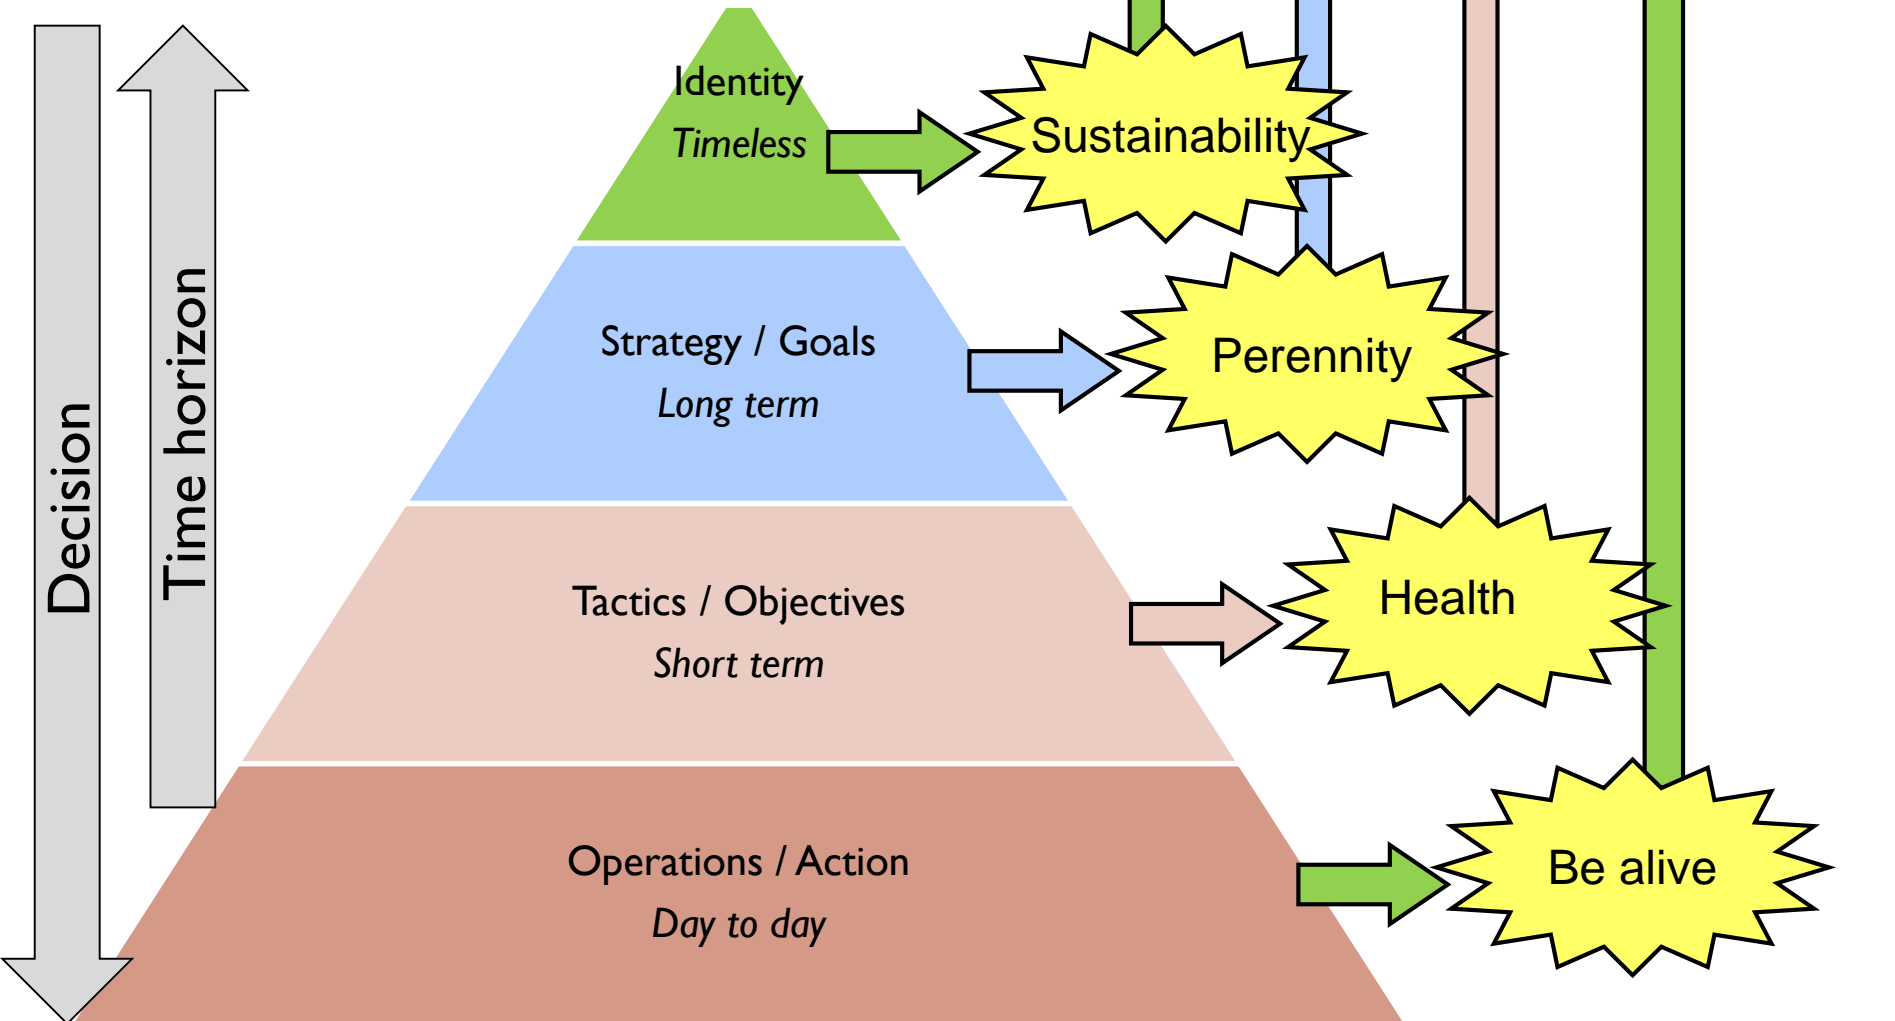 Decision
Time horizon
Identity
Timeless
Sustainability
Strategy / Goals
Long term
Perennity
Tactics / Objectives
Short term
Health
Operations / Action
Day to day
Be alive